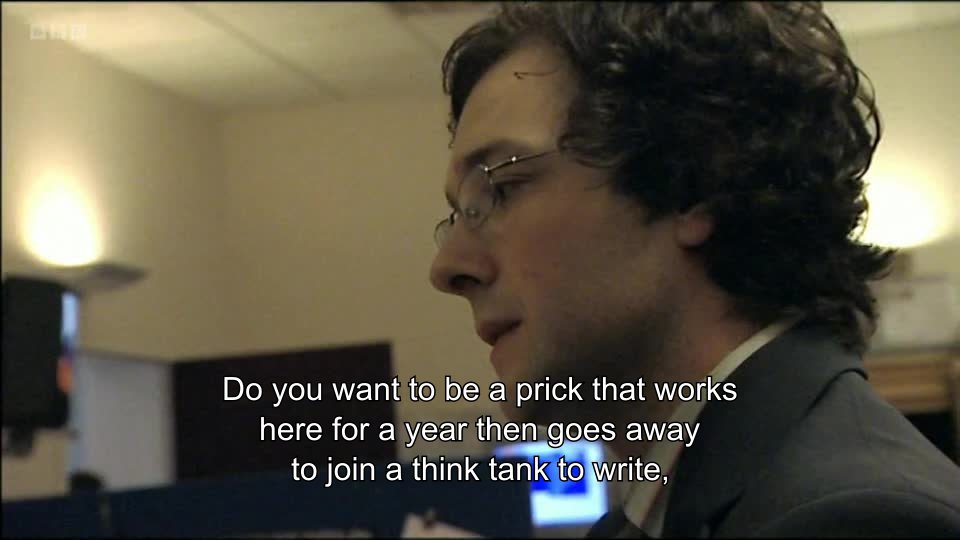 BBC
Do you want to be a prick that works
here for a year then goes away
to join a think tank to write,